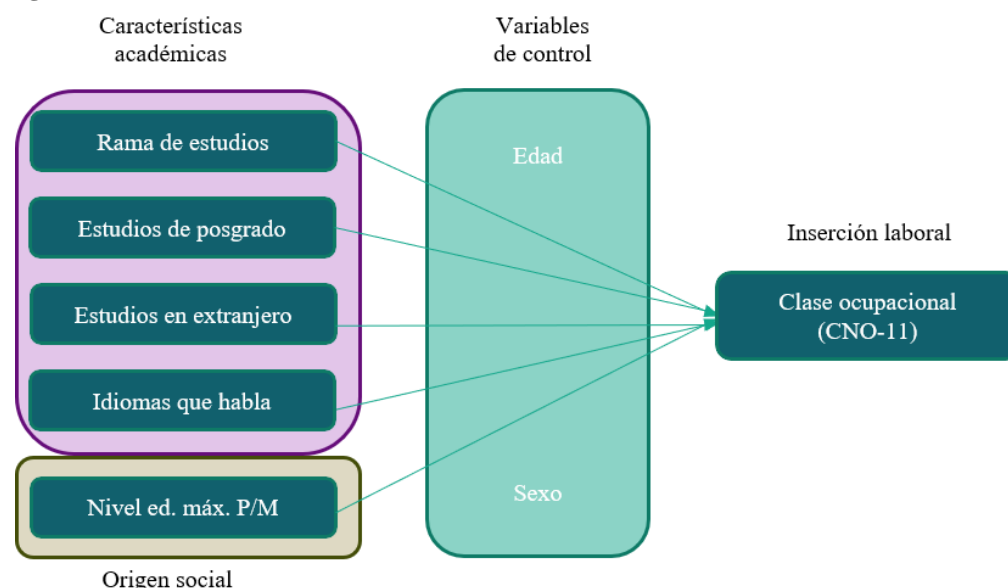 Características
académicas
Variables
de control
Rama de estudios
Estudios de posgrado
Estudios en extranjero
Idiomas que habla
Nivel ed. máx. P/M
Origen social
Edad
Sexo
Inserción laboral
Clase ocupacional
(CNO-11)